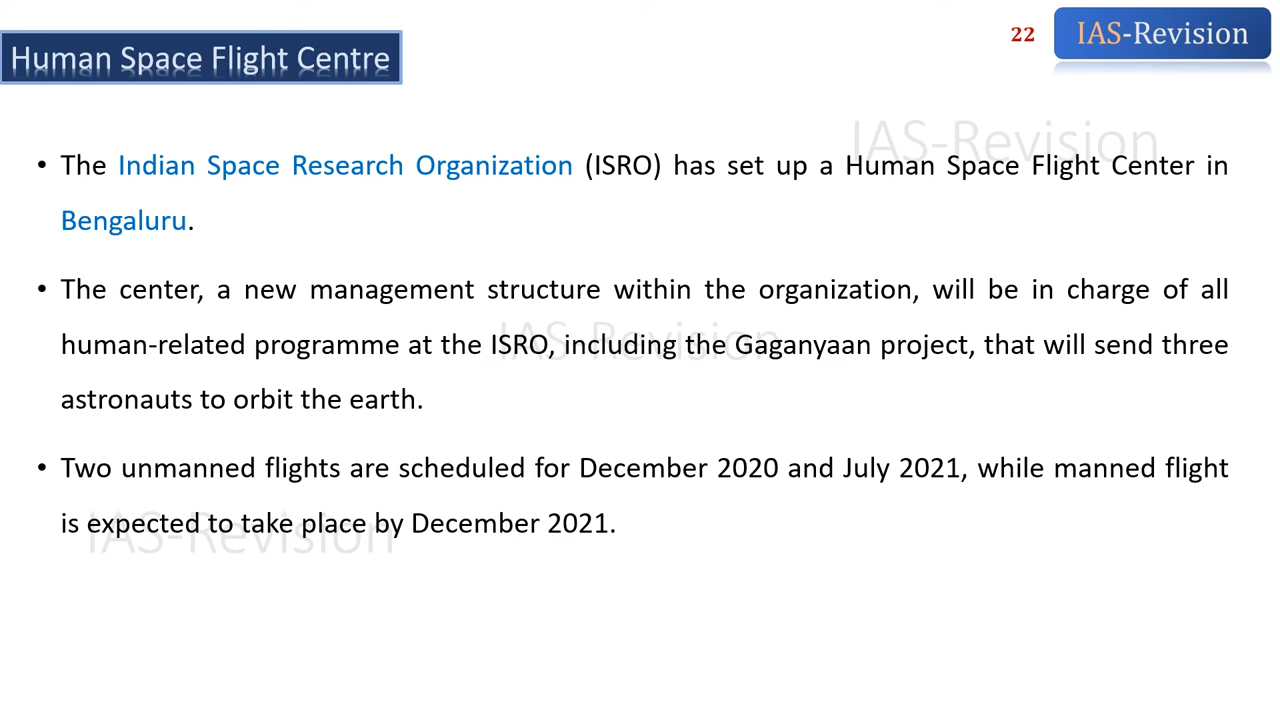 Human Space Flight Centre
22
IAS-Revision
IAS-Revision
• The Indian Space Research Organization (ISRO) has set up a Human Space Flight Center in
Bengaluru.
• The center, a new management structure within the organization, will be in charge of all
human-related programme at the ISRO, including the Gaganyaan project, that will send three
IAS-Revision
astronauts to orbit the earth.
• Two unmanned flights are scheduled for December 2020 and July 2021, while manned flight
is expected to take place by December 2021.
IAS-Revision